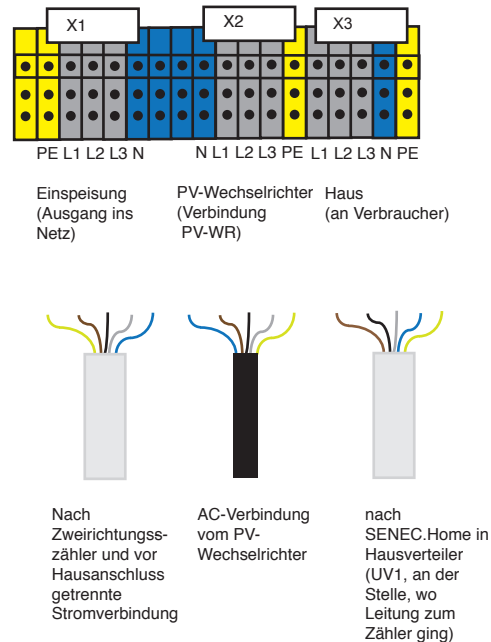 X1 X2 X3
PE L1 L2 L3 N N L1 L2 L3 PE L1 L2 L3 N PE
Einspeisung
(Ausgang ins
Netz)
PV-Wechselrichter
(Verbindung
PV-WR)
Haus
(an Verbraucher)
Nach
Zweirichtungss-
zähler und vor
Hausanschluss
getrennte
Stromverbindung
AC-Verbindung
vom PV-
Wechselrichter
nach
SENEC.Home in
Hausverteiler
(UV1, an der
Stelle, wo
Leitung zum
Zähler ging)